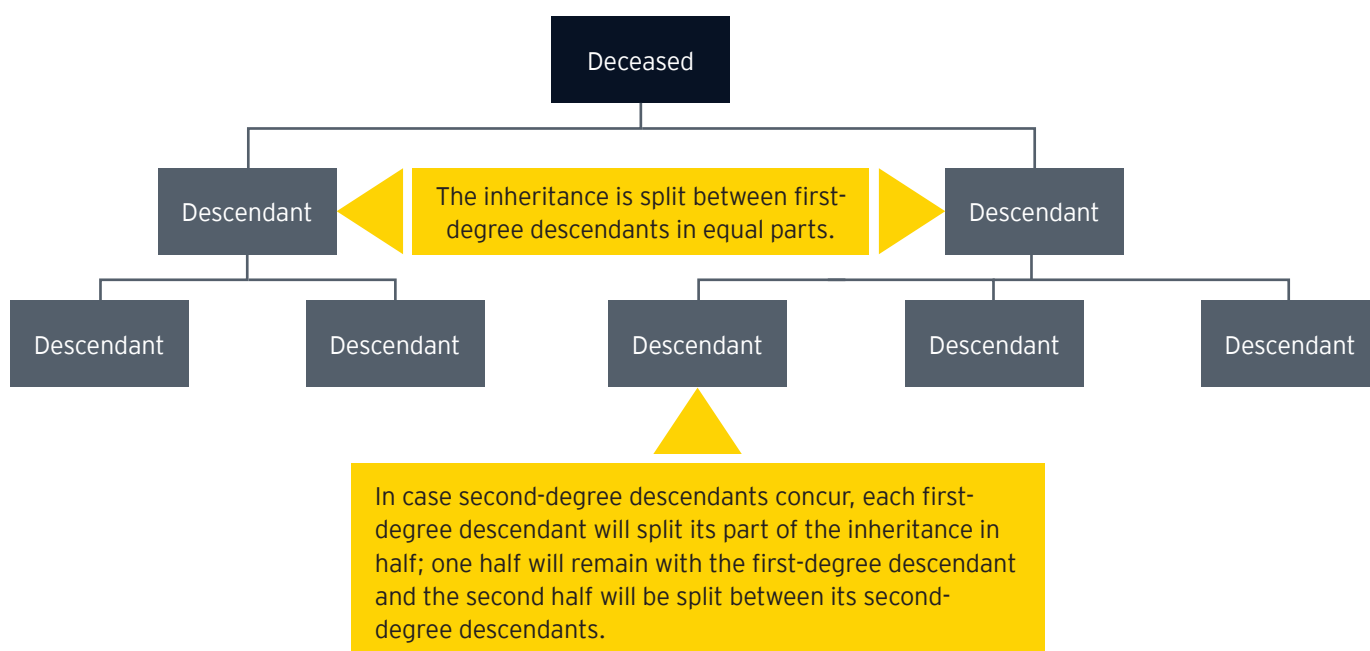 Deceased
Descendant
The inheritance is split between first-
degree descendants in equal parts.
Descendant
Descendant
Descendant
Descendant
Descendant
Descendant
In case second-degree descendants concur, each first-
degree descendant will split its part of the inheritance in
half; one half will remain with the first-degree descendant
and the second half will be split between its second-
degree descendants.